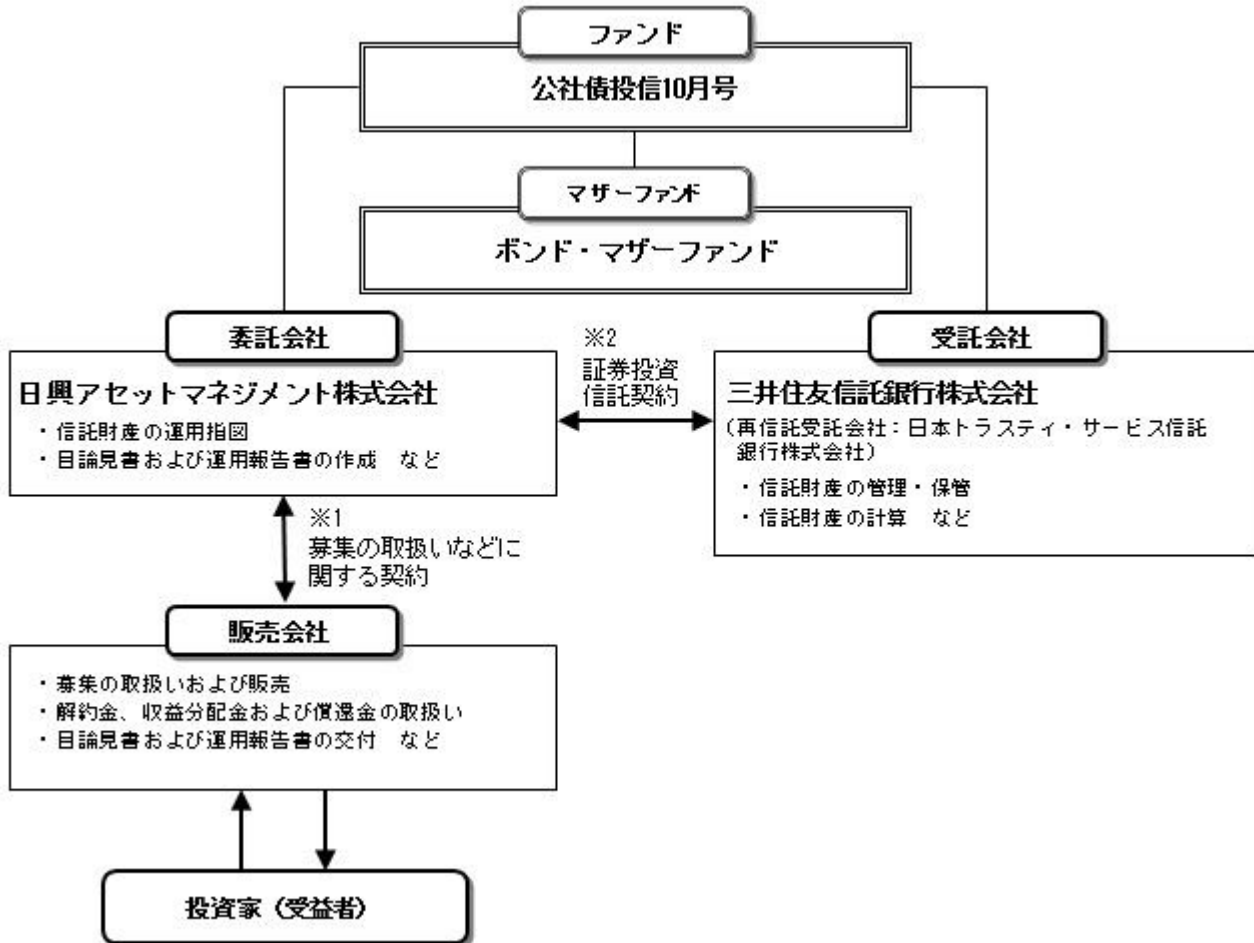 ファンド
公社債投信10月号
マザーファンド
ボンド・マザーファンド
委託会社
日興アセットマネジメント株式会社
・信託財産の運用指図
・目論見書および運用報告書の作成　など
※2
証券投資
信託契約
受託会社
三井住友信託銀行株式会社
（再信託受託会社：日本トラスティ・サービス信託
銀行株式会社）
・信託財産の管理・保管
・信託財産の計算　など
※1
募集の取扱いなどに
関する契約
販売会社
・募集の取扱いおよび販売
・解約金、収益分配金および償還金の取扱い
・目論見書および運用報告書の交付　など
投資家（受益者）